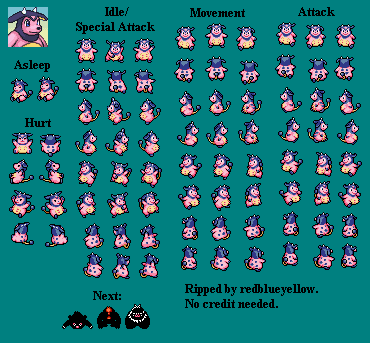 Idle/
Special Attack
Movement
Attack
Asleep
Hurt
Next:
Ripped by redblueyellow.
No credit needed.